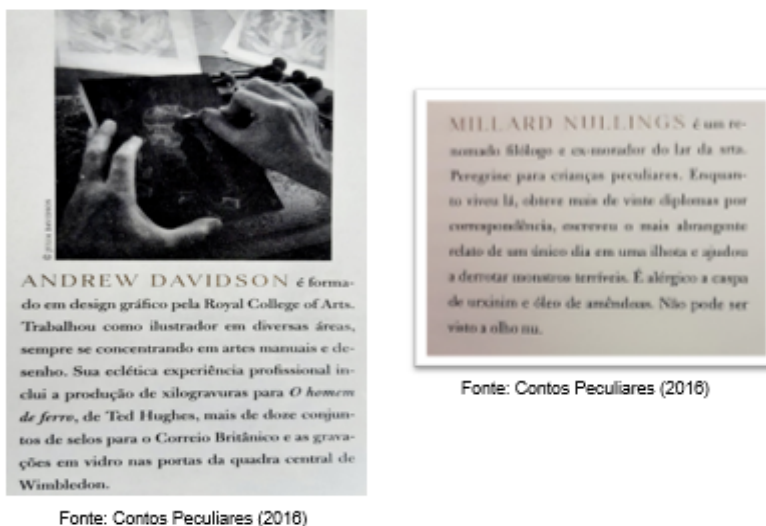 © JULIA DAVIDSON
ANDREW DAVIDSON é forma-
do em design gráfico pela Royal College of Arts.
Trabalhou como ilustrador em diversas áreas,
sempre se concentrando em artes manuais e de-
senho. Sua eclética experiência profissional in-
clui a produção de xilogravuras para O homem
de ferro, de Ted Hughes, mais de doze conjun-
tos de selos para o Correio Britânico e as grava-
ções em vidro nas portas da quadra central de
Wimbledon.
Fonte: Contos Peculiares (2016)
MILLARD NULLINGS é um re-
nomado filólogo e ex-morador do lar da srta.
Peregrine para crianças peculiares. Enquan-
to viveu lá, obteve mais de vinte diplomas por
correspondência, escreveu o mais abrangente
relato de um único dia em uma ilhota e ajudou
a derrotar monstros terríveis. É alérgico a caspa
de urxinim e óleo de amêndoas. Não pode ser
visto a olho nu.
Fonte: Contos Peculiares (2016)